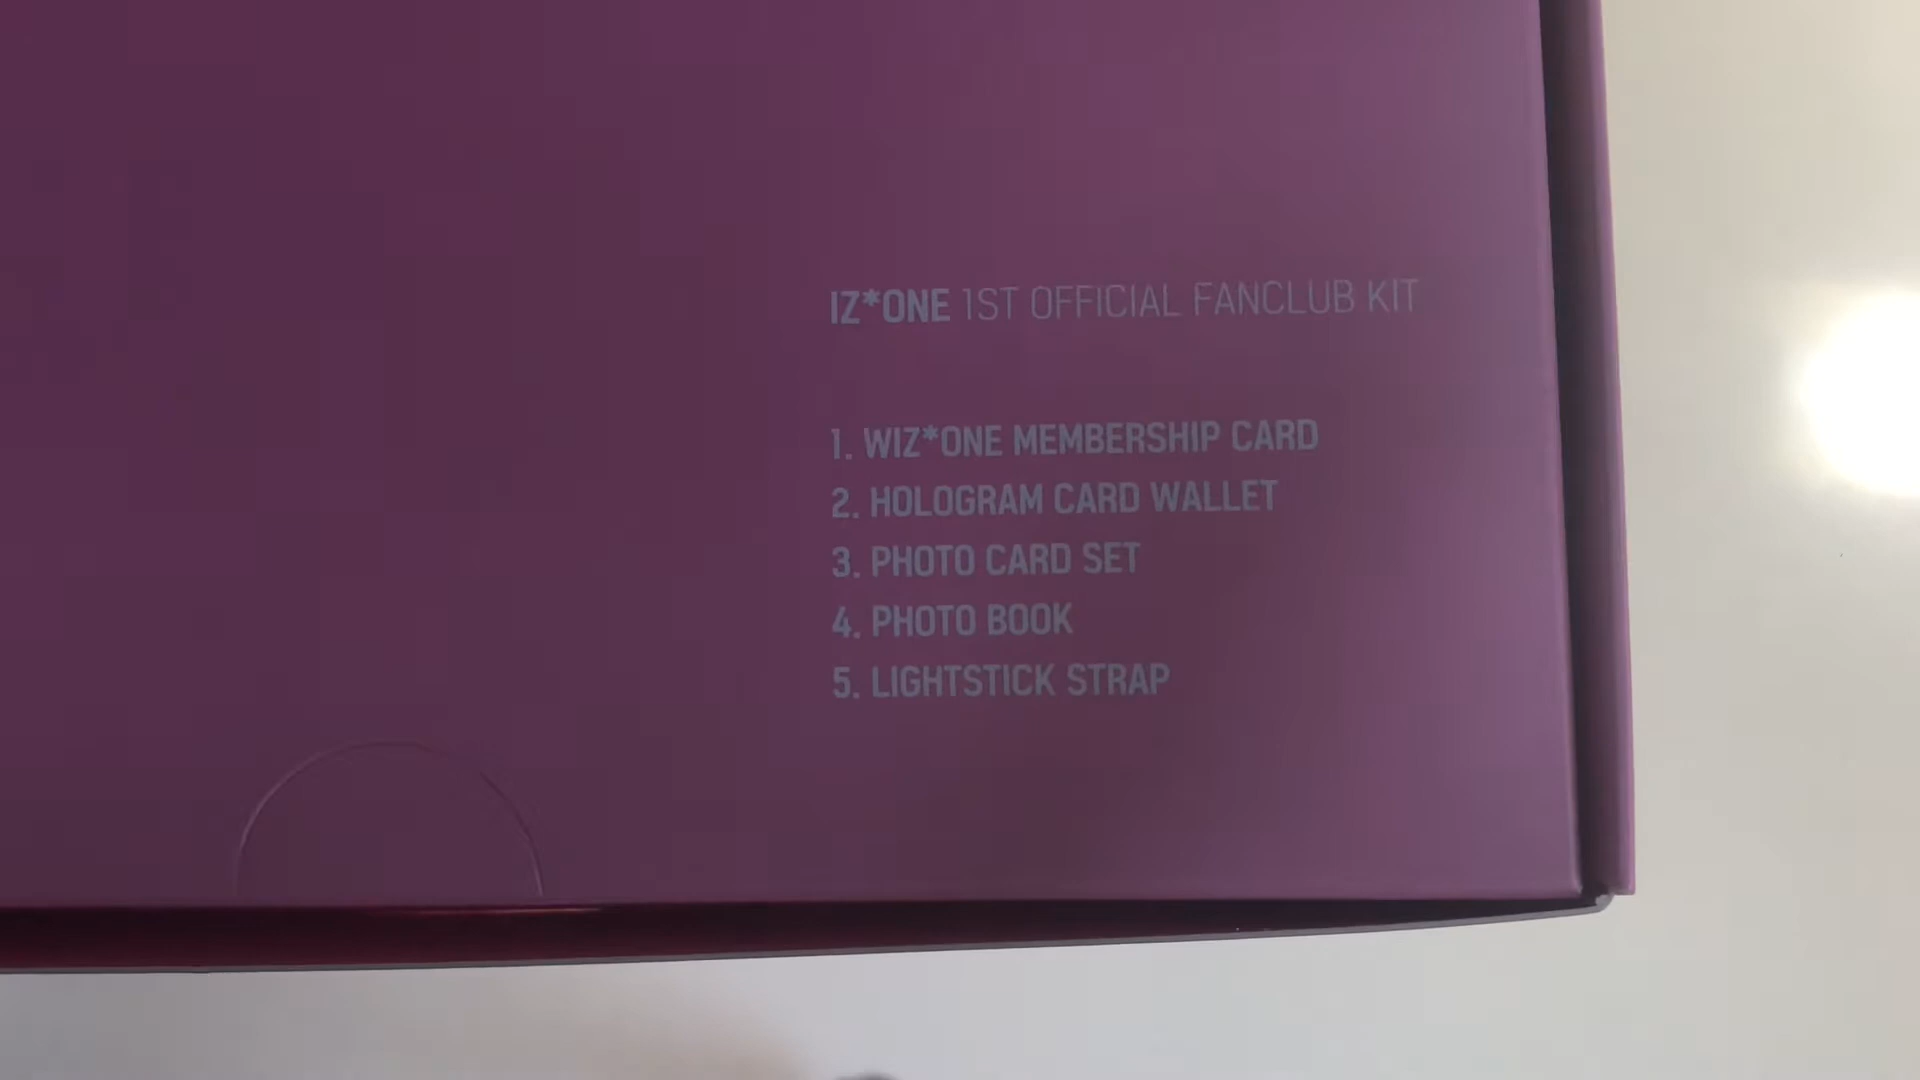 IZ*ONE 1ST OFFICIAL FANCLUB KIT
1. WIZ*ONE MEMBERSHIP CARD
2. HOLOGRAM CARD WALLET
3. PHOTO CARD SET
4. PHOTO BOOK
5. LIGHTSTICK STRAP